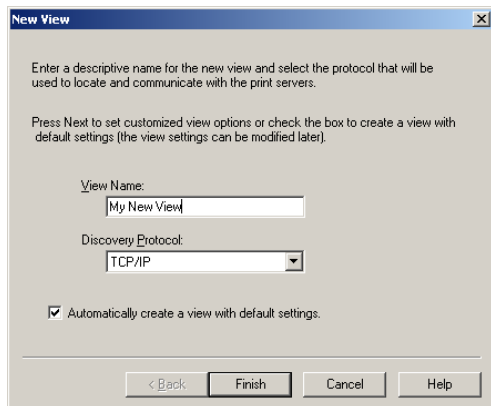 New View
Enter a descriptive name for the new view and select the protocol that will be
used to locate and communicate with the print servers.
Press Next to set customized view options or check the box to create a view with
default settings (the view settings can be modified later).
View Name:
My New View
Discovery Protocol:
TCP/IP
Automatically create a view with default settings.
< Back Finish Cancel Help